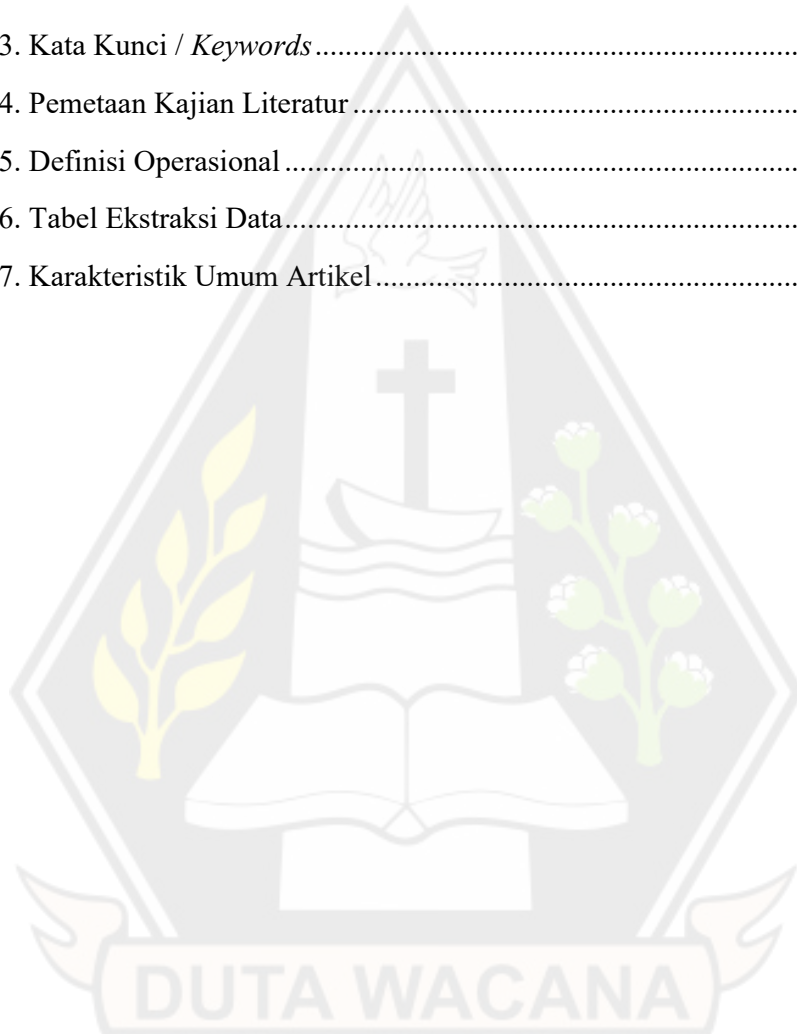 3. Kata Kunci / Keywords........................................................................
4. Pemetaan Kajian Literatur..................................................................
5. Definisi Operasional...........................................................................
6. Tabel Ekstraksi Data...........................................................................
7. Karakteristik Umum Artikel...............................................................
DUTA WACANA